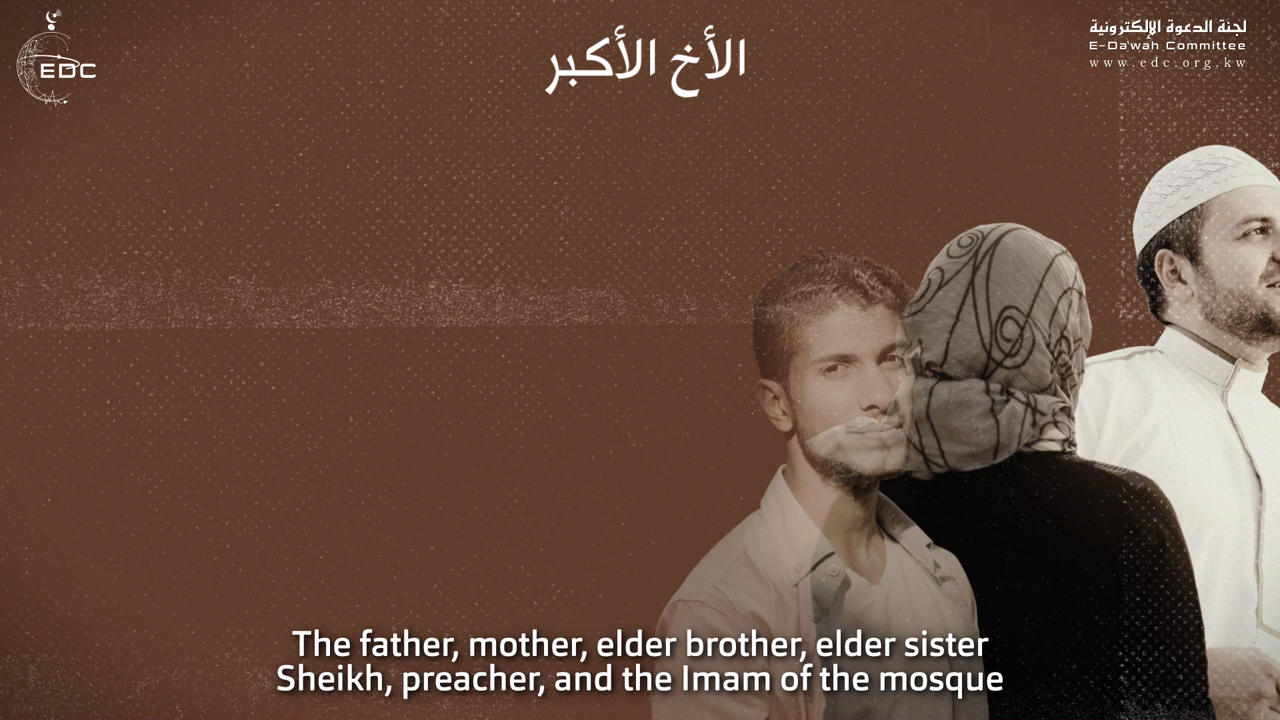 EDC
الأخ الأكبر
لجنة الدعوة الإلكترونية
E-Da'wah Committee
www.edc.org.kw
The father, mother, elder brother, elder sister
Sheikh, preacher, and the Imam of the mosque